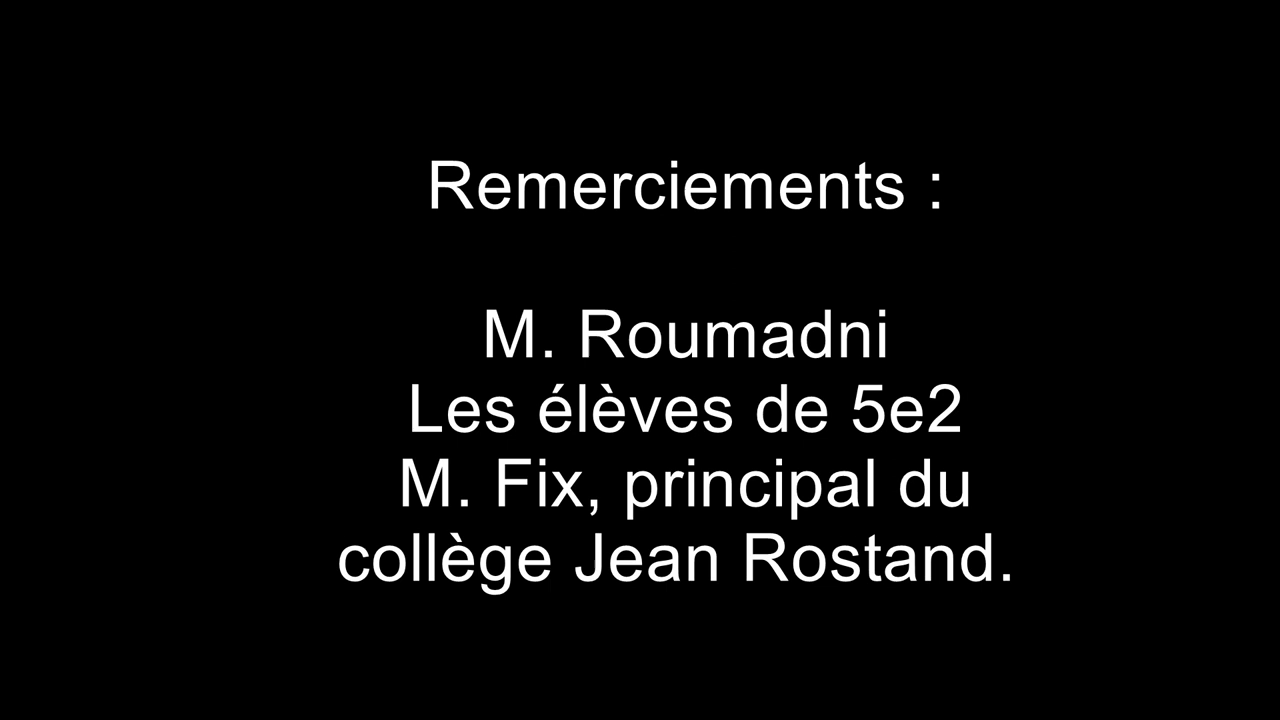 Remerciements :
M. Roumadni
Les élèves de 5e2
M. Fix, principal du
collège Jean Rostand.